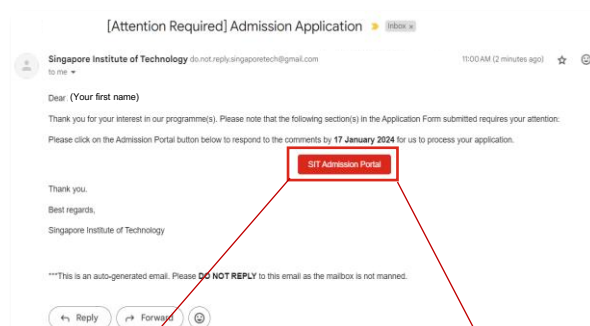 [Attention Required] Admission Application Inbox x
Singapore Institute of Technology do.not.reply.singaporetech@gmail.com 11:00 AM (2 minutes ago)
to me
Dear (Your first name)
Thank you for your interest in our programme(s). Please note that the following section(s) in the Application Form submitted requires your attention:
Please click on the Admission Portal button below to respond to the comments by 17 January 2024 for us to process your application.
SIT Admission Portal
Thank you.
Best regards,
Singapore Institute of Technology
***This is an auto-generated email. Please DO NOT REPLY to this email as the mailbox is not manned.
Reply Forward